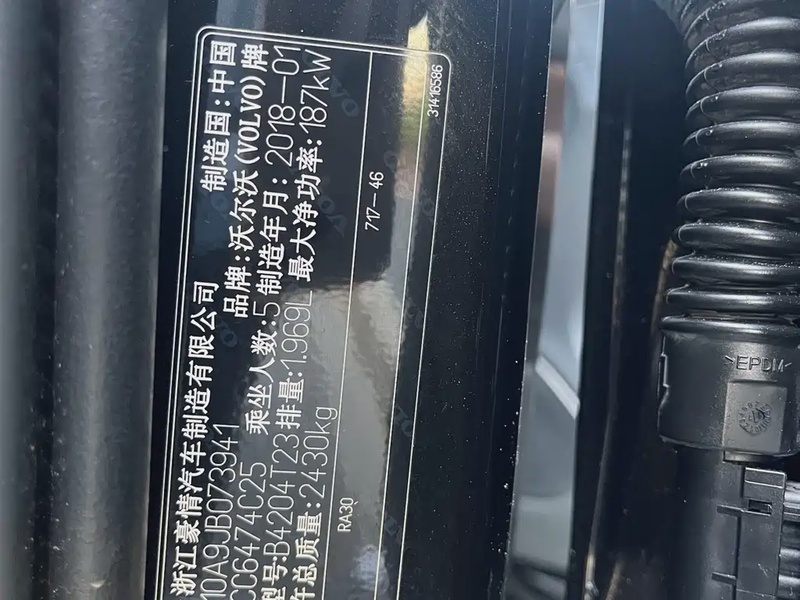 浙江豪情汽车制造有限公司 制造国:中国
10A9JB073941 品牌:沃尔沃(VOLVO)牌
CC6474C25 乘坐人数:5 制造年月:2018-01
型号:B4204T23 排量:1.969L 最大净功率:187kW
许总质量:2430kg
RA30 717-46
31416586
>EPDM<